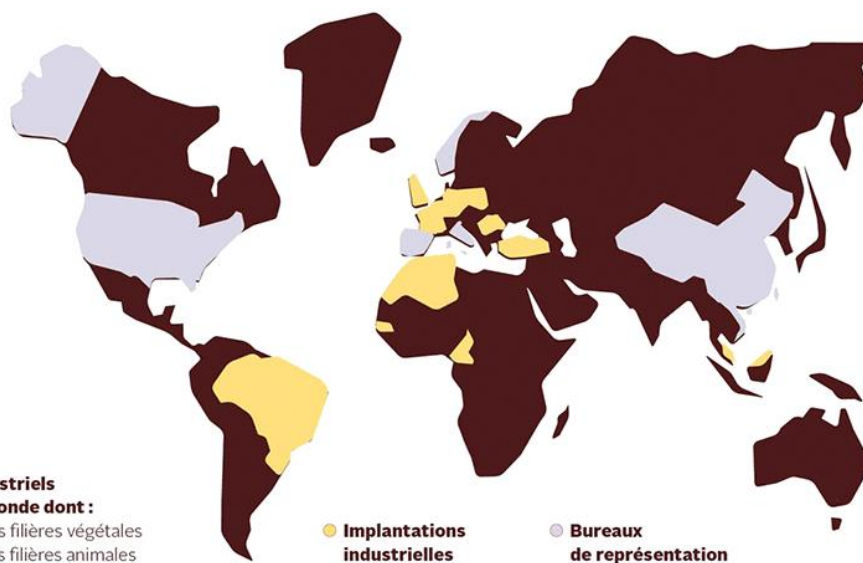 striels
onde dont :
s filières végétales
s filières animales
Implantations
industrielles
Bureaux
de représentation